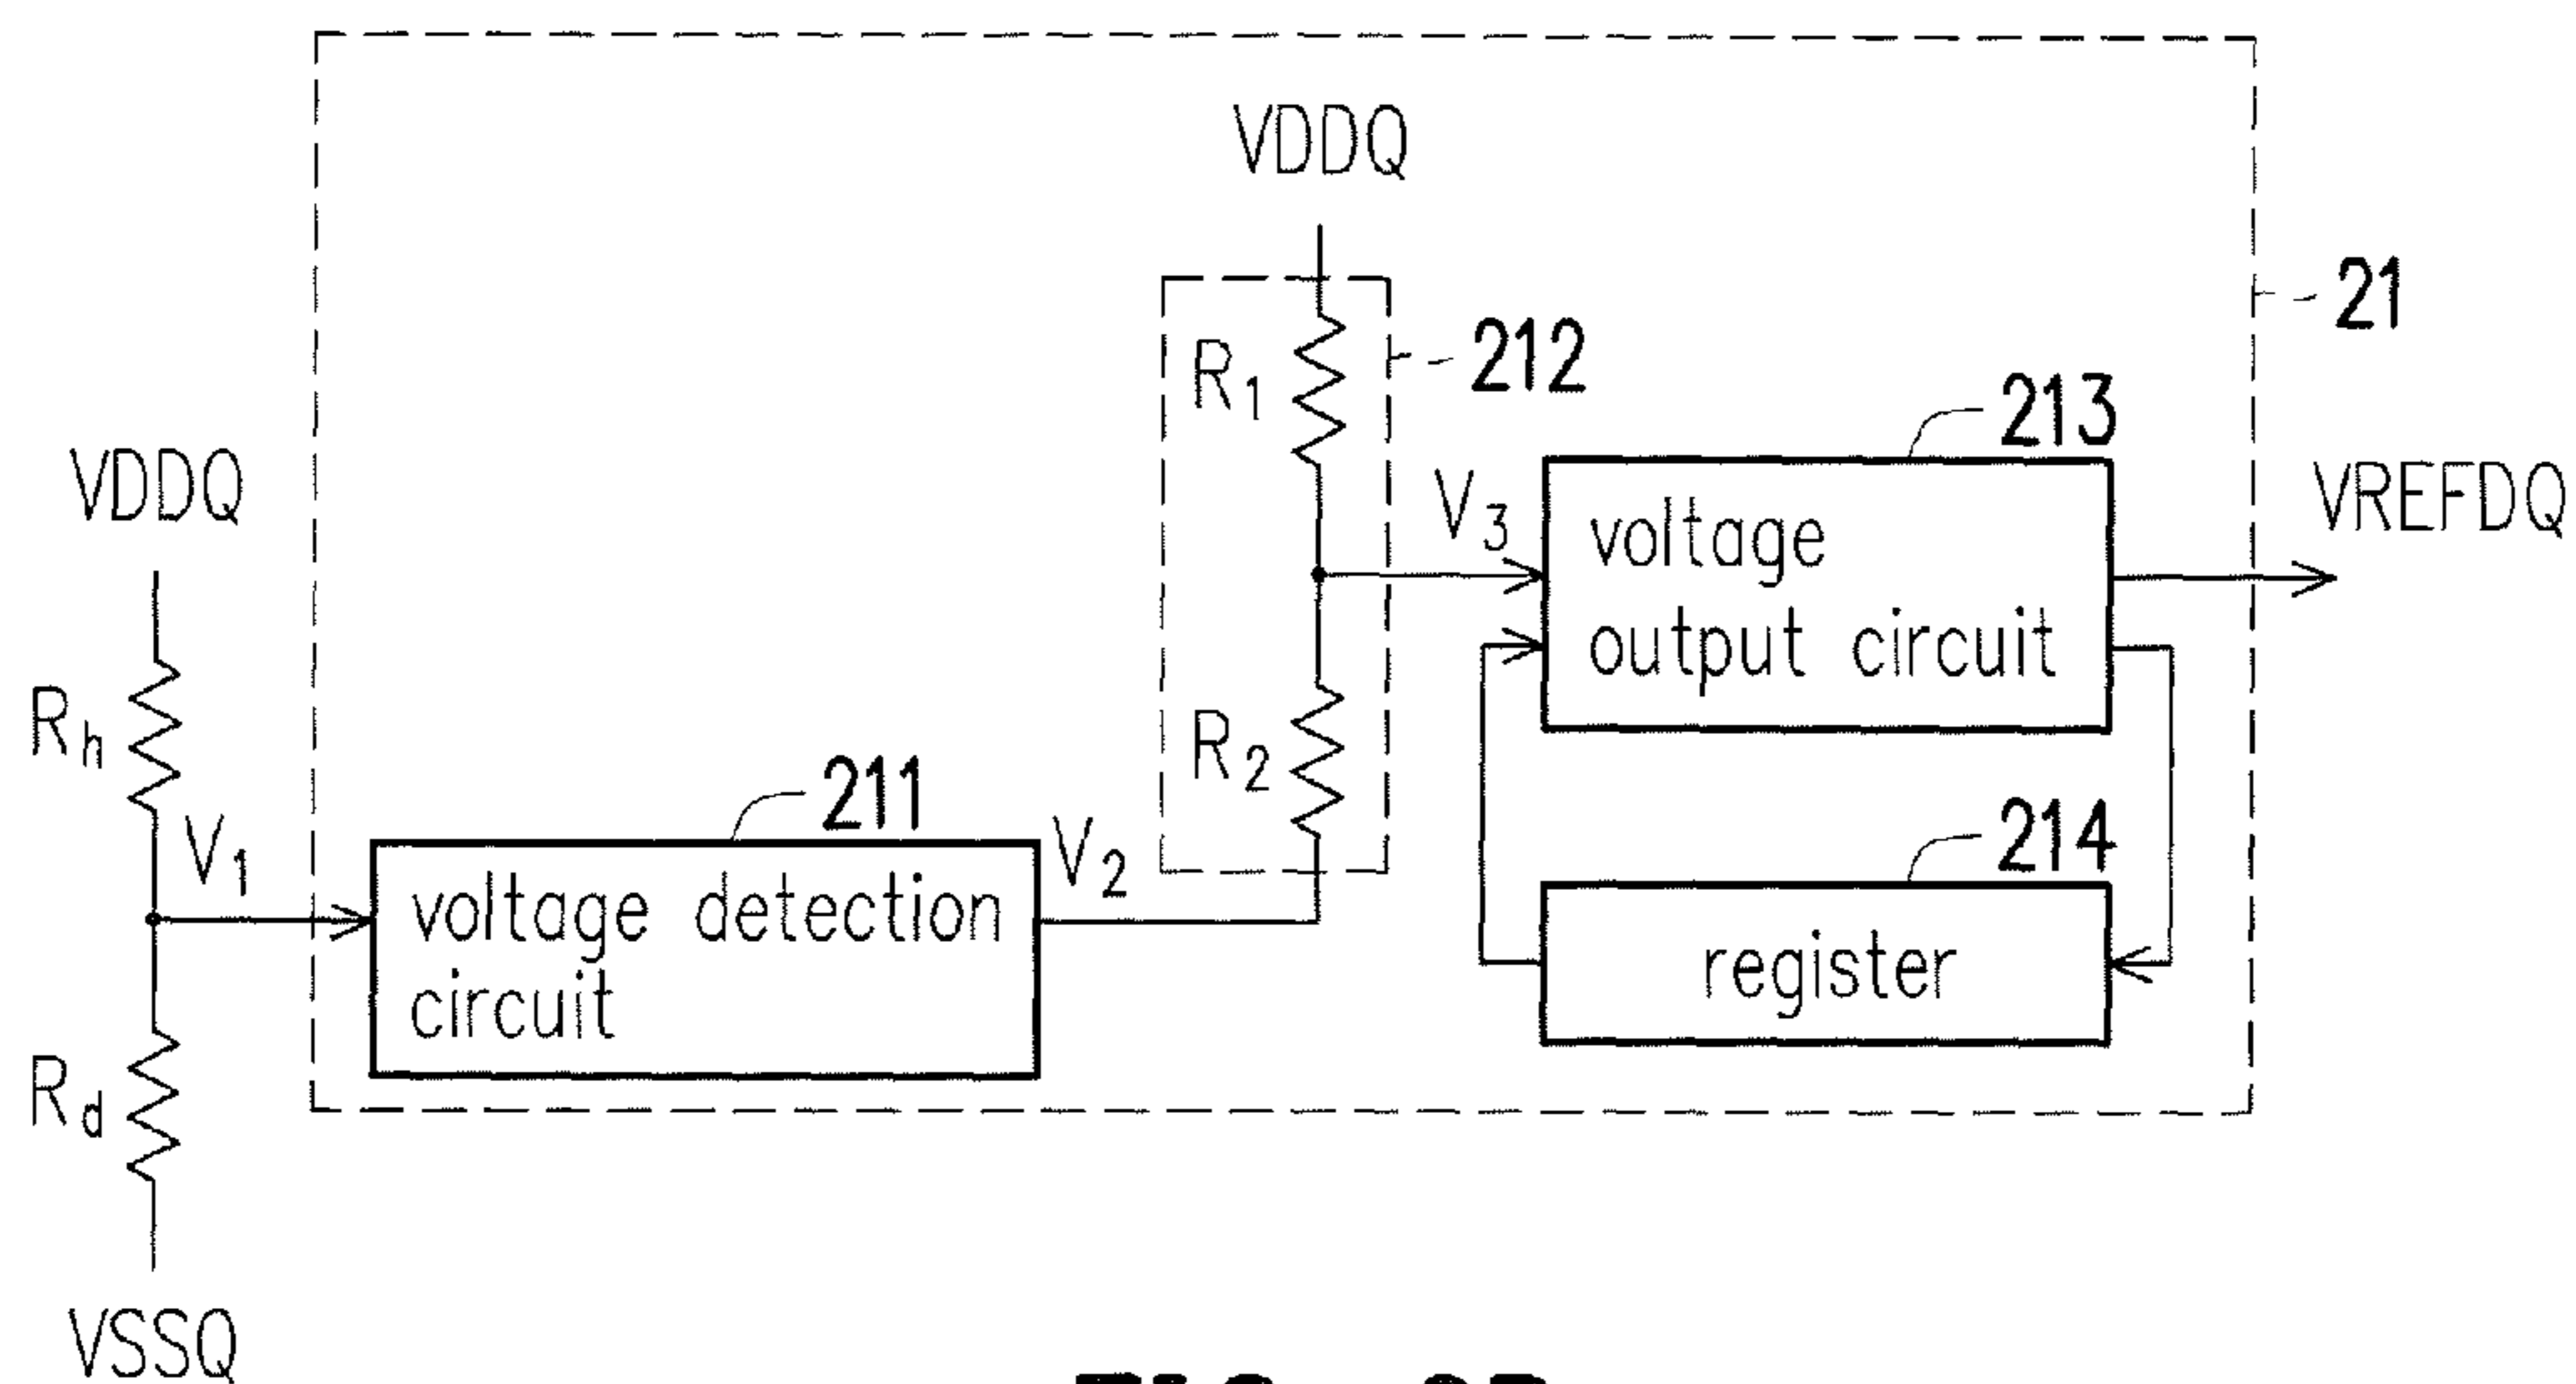 VDDQ
21
R1
212
213
VDDQ
V3
voltage
output circuit
VREFDQ
Rh
R2
211
V1
V2
214
voltage detection
circuit
register
Rd
VSSQ